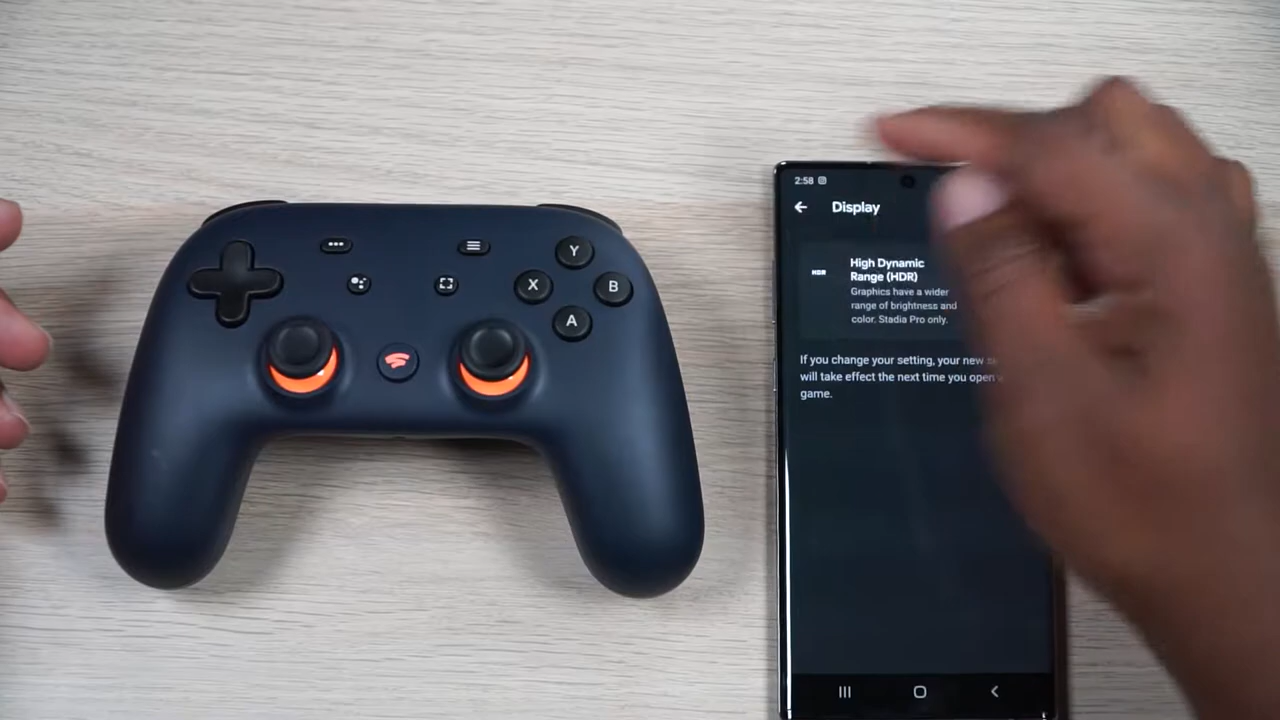 2:58
Display
HDR
High Dynamic
Range (HDR)
Graphics have a wider
range of brightness and
color. Stadia Pro only.
If you change your setting, your new
will take effect the next time you open
game.
Y
X
B
A